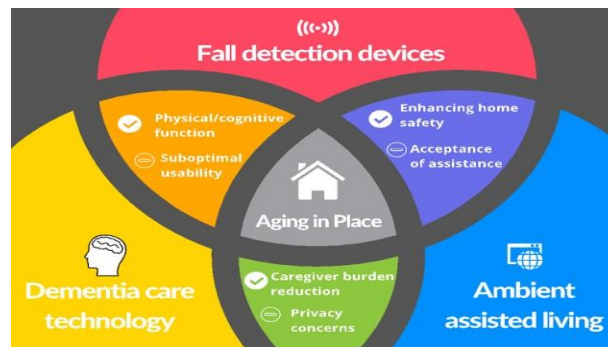 Fall detection devices
Physical/cognitive
function
Suboptimal
usability
Enhancing home
safety
Acceptance
of assistance
Aging in Place
Dementia care
technology
Caregiver burden
reduction
Privacy
concerns
Ambient
assisted living